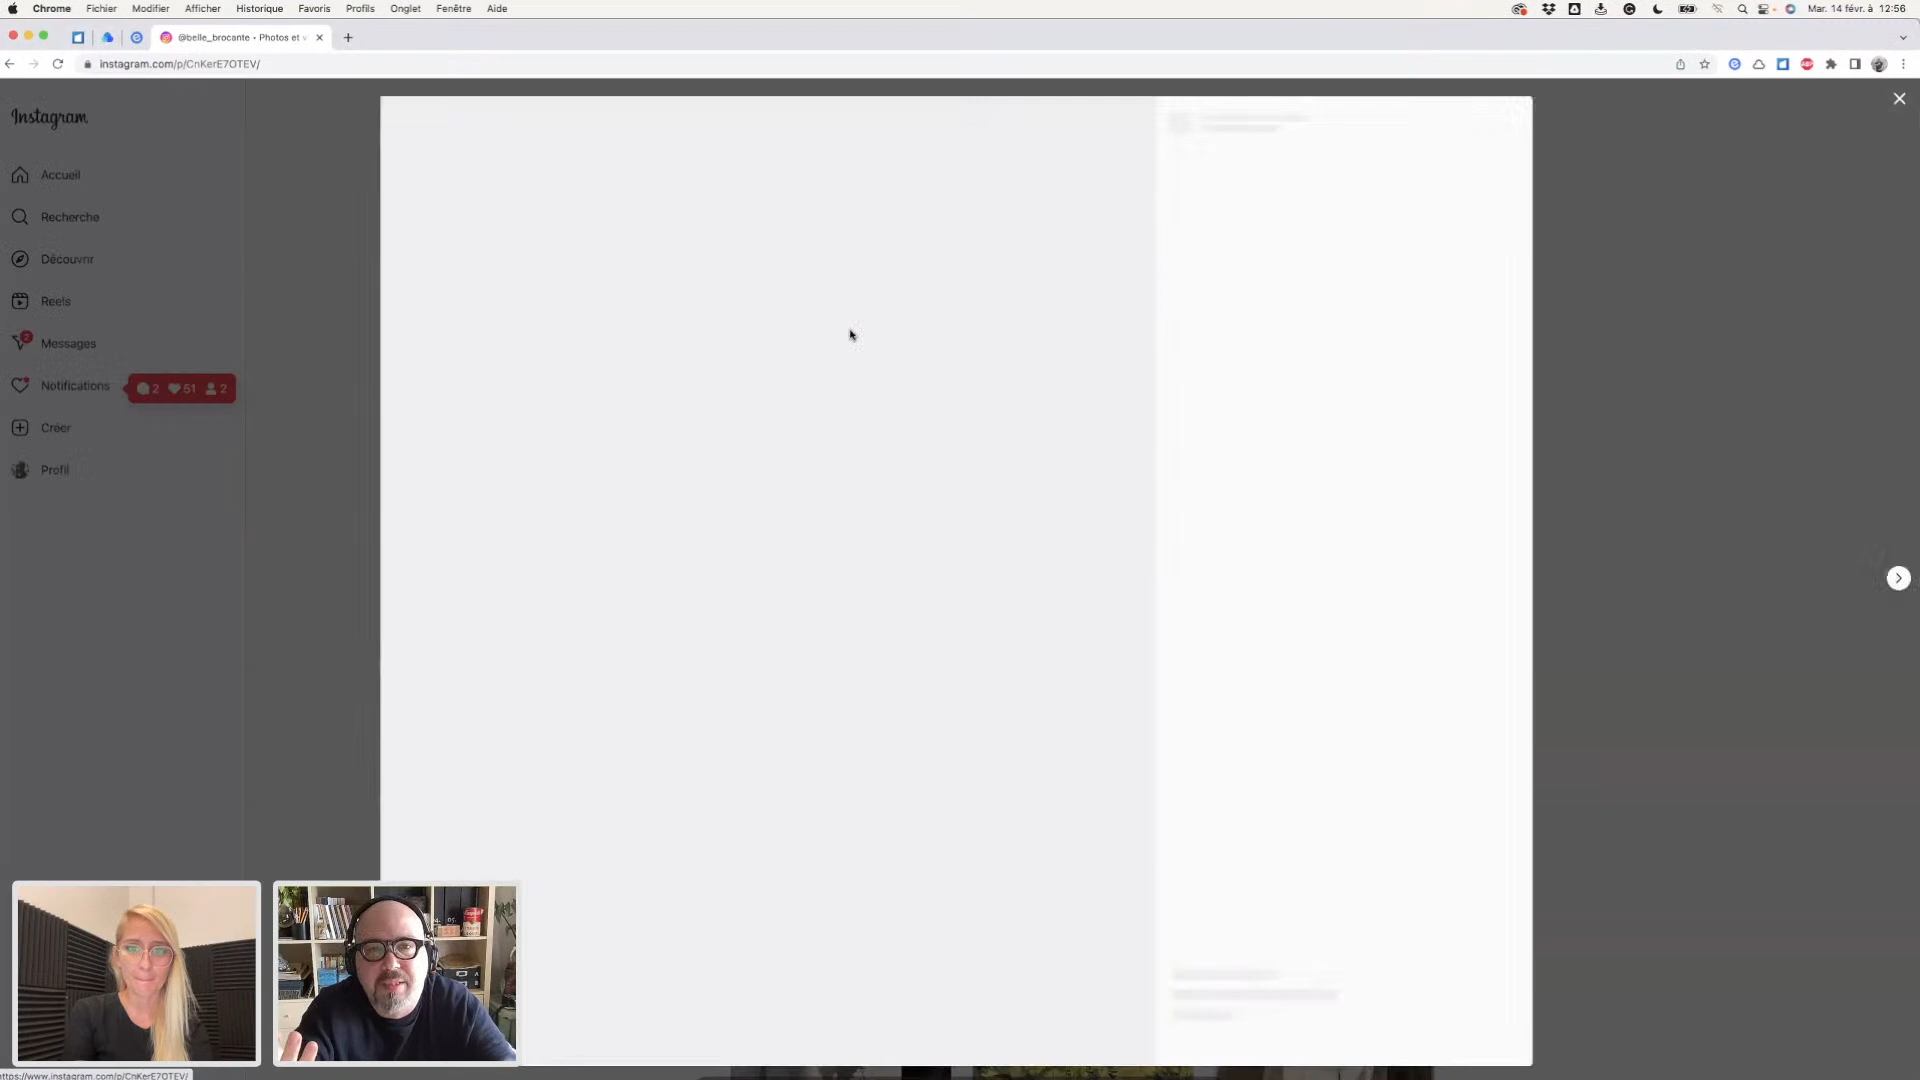 Chrome Fichier Modifier Afficher Historique Favoris Profils Onglet Fenêtre Aide
Mar. 14 févr. à 12:56
@belle_brocante • Photos et v
instagram.com/p/CnKerE7OTEV/
Instagram
Accueil
Recherche
Découvrir
Reels
2
Messages
Notifications
2 51 2
Créer
Profil
https://www.instagram.com/p/CnKerE7OTEV/